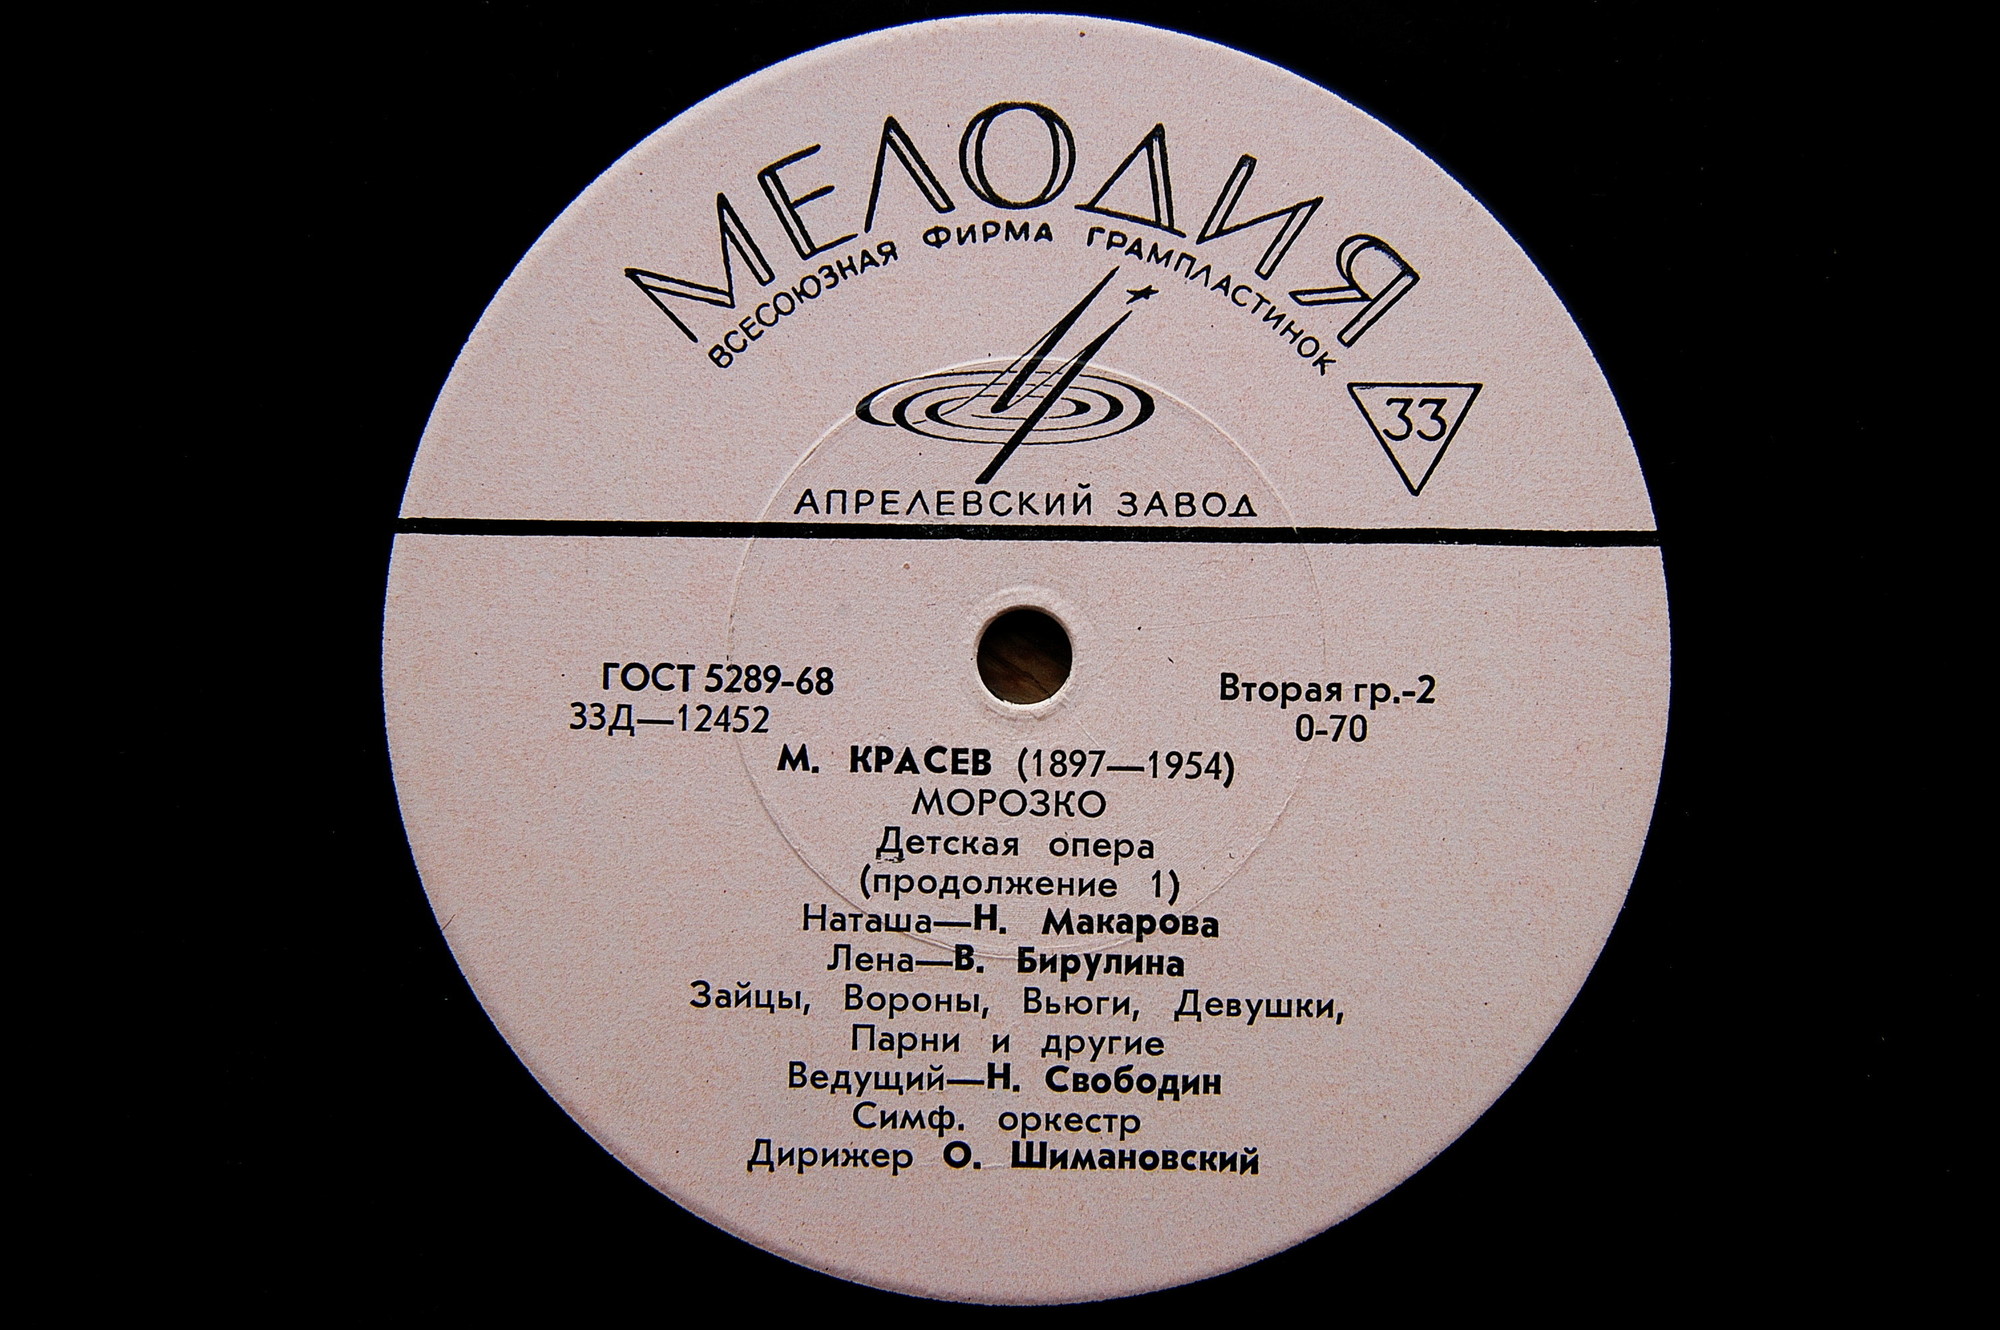 МЕЛОДИЯ
ВСЕСОЮЗНАЯ ФИРМА ГРАМПЛАСТИНОК
33
АПРЕЛЕВСКИЙ ЗАВОД
ГОСТ 5289-68
Вторая гр.-2
33Д—12452
0-70
М. КРАСЕВ (1897—1954)
МОРОЗКО
Детская опера
(продолжение 1)
Наташа—Н. Макарова
Лена—В. Бирулина
Зайцы, Вороны, Вьюги, Девушки,
Парни и другие
Ведущий—Н. Свободин
Симф. оркестр
Дирижер О. Шимановский